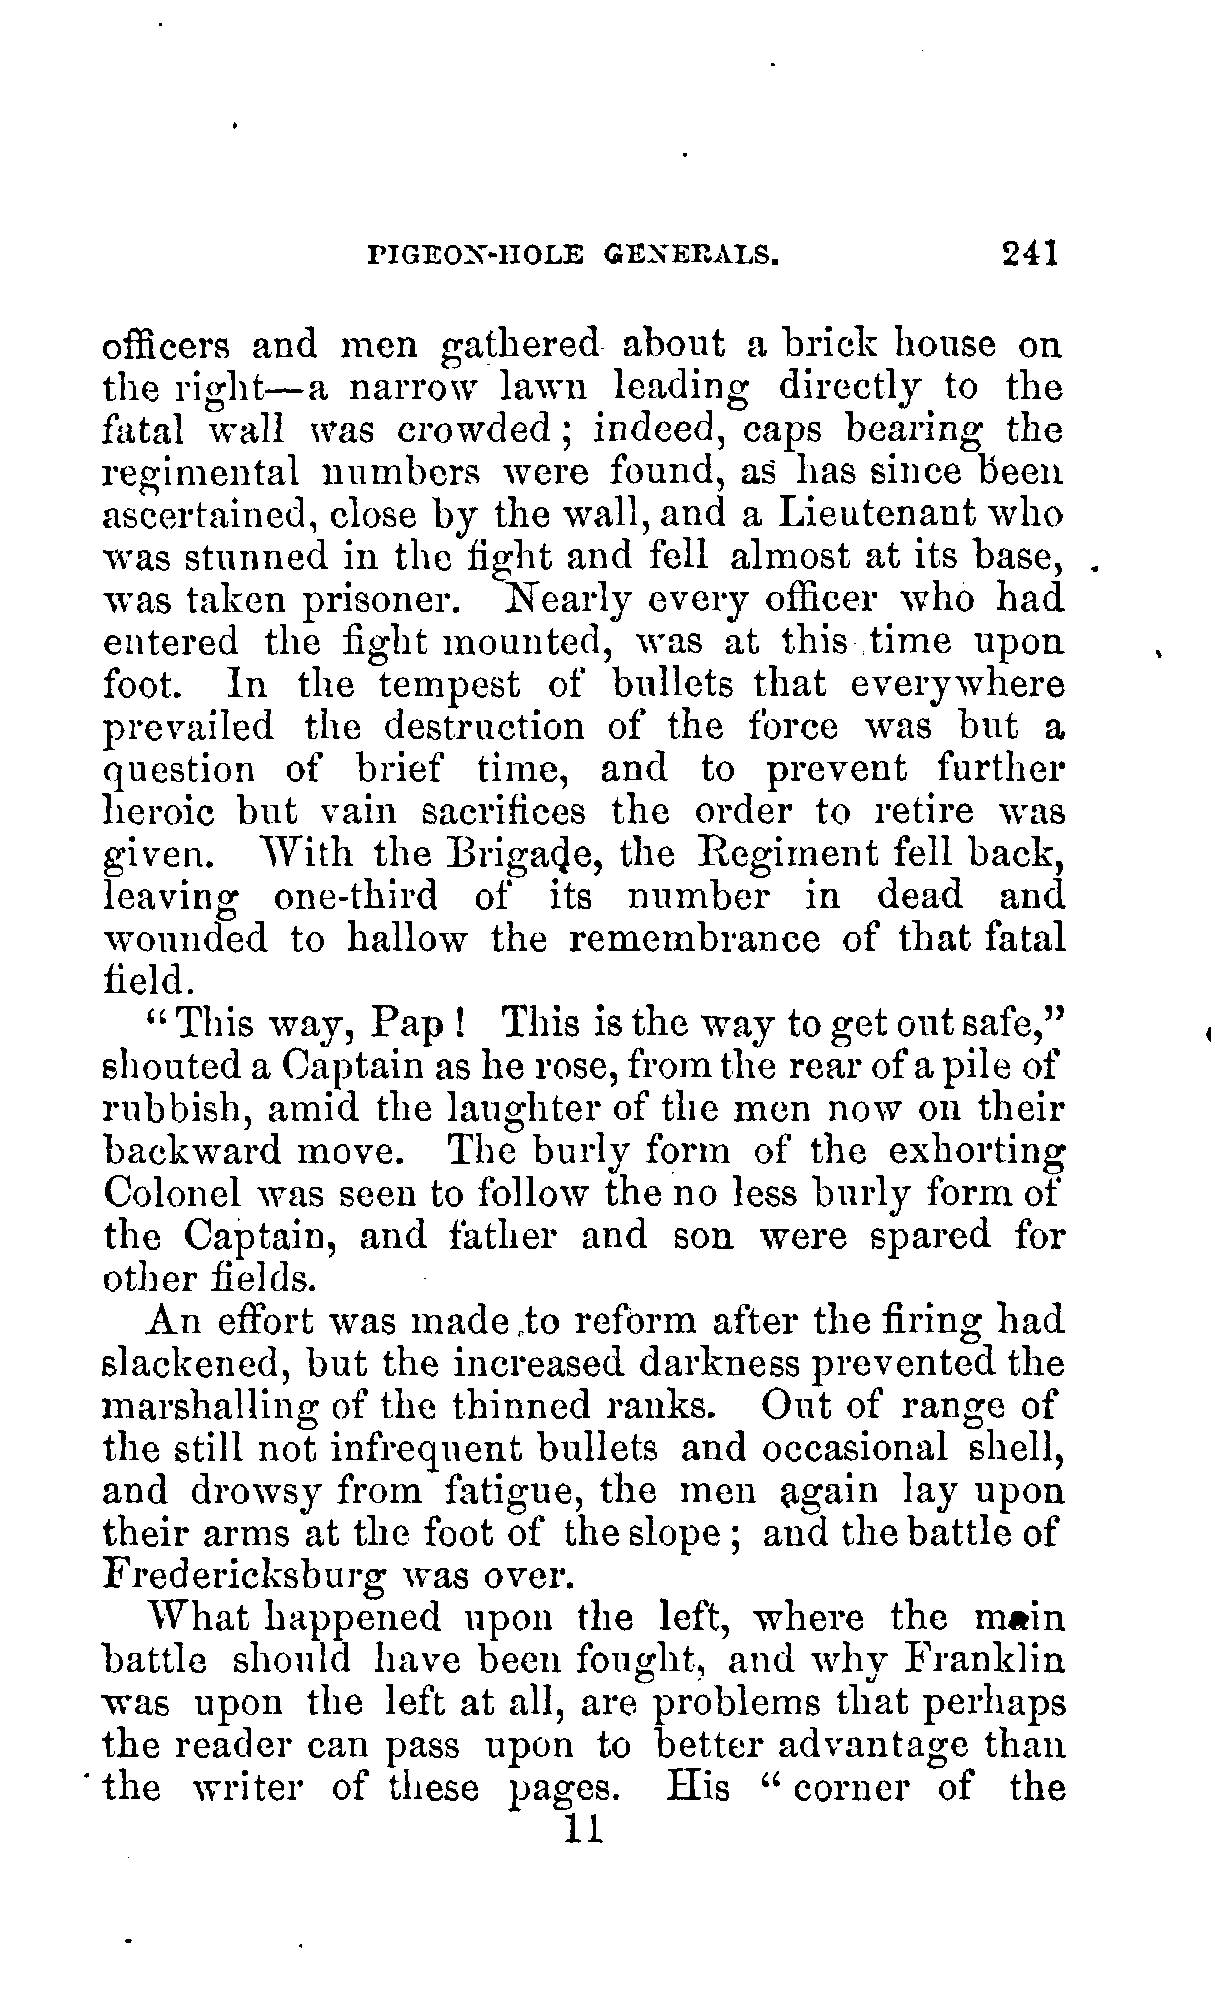 PIGEON-HOLE GENERALS. 241
officers and men gathered about a brick house on
the right—a narrow lawn leading directly to the
fatal wall was crowded; indeed, caps bearing the
regimental numbers were found, as has since been
ascertained, close by the wall, and a Lieutenant who
was stunned in the fight and fell almost at its base,
was taken prisoner. Nearly every officer who had
entered the fight mounted, was at this time upon
foot. In the tempest of bullets that everywhere
prevailed the destruction of the force was but a
question of brief time, and to prevent further
heroic but vain sacrifices the order to retire was
given. With the Brigade, the Regiment fell back,
leaving one-third of its number in dead and
wounded to hallow the remembrance of that fatal
field.
"This way, Pap! This is the way to get out safe,"
shouted a Captain as he rose, from the rear of a pile of
rubbish, amid the laughter of the men now on their
backward move. The burly form of the exhorting
Colonel was seen to follow the no less burly form of
the Captain, and father and son were spared for
other fields.
An effort was made to reform after the firing had
slackened, but the increased darkness prevented the
marshalling of the thinned ranks. Out of range of
the still not infrequent bullets and occasional shell,
and drowsy from fatigue, the men again lay upon
their arms at the foot of the slope; and the battle of
Fredericksburg was over.
What happened upon the left, where the main
battle should have been fought, and why Franklin
was upon the left at all, are problems that perhaps
the reader can pass upon to better advantage than
the writer of these pages. His "corner of the
11